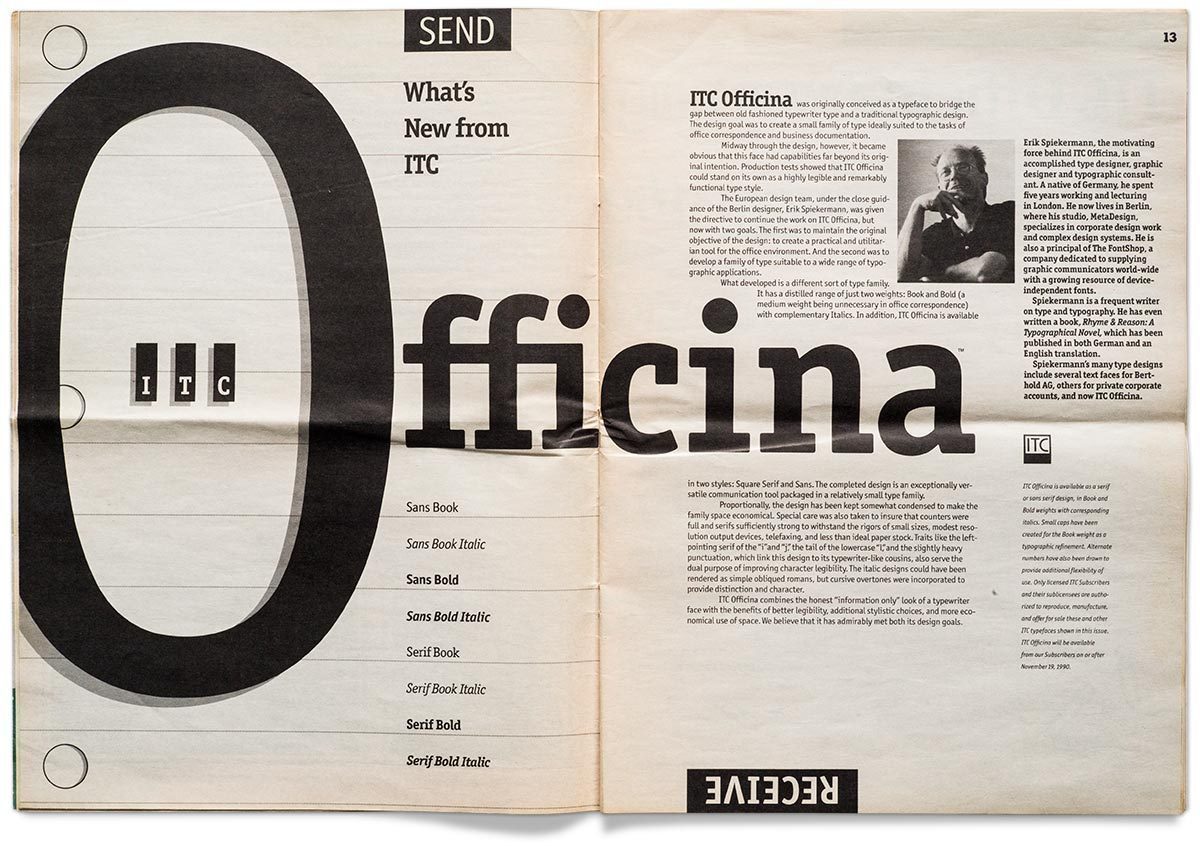 SEND
What's
New from
ITC
ITC
Officina™
Sans Book
Sans Book Italic
Sans Bold
Sans Bold Italic
Serif Book
Serif Book Italic
Serif Bold
Serif Bold Italic
13
ITC Officina was originally conceived as a typeface to bridge the
gap between old fashioned typewriter type and a traditional typographic design.
The design goal was to create a small family of type ideally suited to the tasks of
office correspondence and business documentation.
Midway through the design, however, it became
obvious that this face had capabilities far beyond its orig-
inal intention. Production tests showed that ITC Officina
could stand on its own as a highly legible and remarkably
functional type style.
The European design team, under the close guid-
ance of the Berlin designer, Erik Spiekermann, was given
the directive to continue the work on ITC Officina, but
now with two goals. The first was to maintain the original
objective of the design: to create a practical and utilitar-
ian tool for the office environment. And the second was to
develop a family of type suitable to a wide range of typo-
graphic applications.
What developed is a different sort of type family.
It has a distilled range of just two weights: Book and Bold (a
medium weight being unnecessary in office correspondence)
with complementary Italics. In addition, ITC Officina is available
in two styles: Square Serif and Sans. The completed design is an exceptionally ver-
satile communication tool packaged in a relatively small type family.
Proportionally, the design has been kept somewhat condensed to make the
family space economical. Special care was also taken to insure that counters were
full and serifs sufficiently strong to withstand the rigors of small sizes, modest reso-
lution output devices, telefaxing, and less than ideal paper stock. Traits like the left-
pointing serif of the "i" and "j," the tail of the lowercase "l," and the slightly heavy
punctuation, which link this design to its typewriter-like cousins, also serve the
dual purpose of improving character legibility. The italic designs could have been
rendered as simple obliqued romans, but cursive overtones were incorporated to
provide distinction and character.
ITC Officina combines the honest "information only" look of a typewriter
face with the benefits of better legibility, additional stylistic choices, and more eco-
nomical use of space. We believe that it has admirably met both its design goals.
Erik Spiekermann, the motivating
force behind ITC Officina, is an
accomplished type designer, graphic
designer and typographic consult-
ant. A native of Germany, he spent
five years working and lecturing
in London. He now lives in Berlin,
where his studio, MetaDesign,
specializes in corporate design work
and complex design systems. He is
also a principal of The FontShop, a
company dedicated to supplying
graphic communicators world-wide
with a growing resource of device-
independent fonts.
Spiekermann is a frequent writer
on type and typography. He has even
written a book, Rhyme & Reason: A
Typographical Novel, which has been
published in both German and an
English translation.
Spiekermann's many type designs
include several text faces for Bert-
hold AG, others for private corporate
accounts, and now ITC Officina.
ITC
ITC Officina is available as a serif
or sans serif design, in Book and
Bold weights with corresponding
italics. Small caps have been
created for the Book weight as a
typographic refinement. Alternate
numbers have also been drawn to
provide additional flexibility of
use. Only licensed ITC Subscribers
and their sublicensees are autho-
rized to reproduce, manufacture,
and offer for sale these and other
ITC typefaces shown in this issue.
ITC Officina will be available
from our Subscribers on or after
November 19, 1990.
RECEIVE